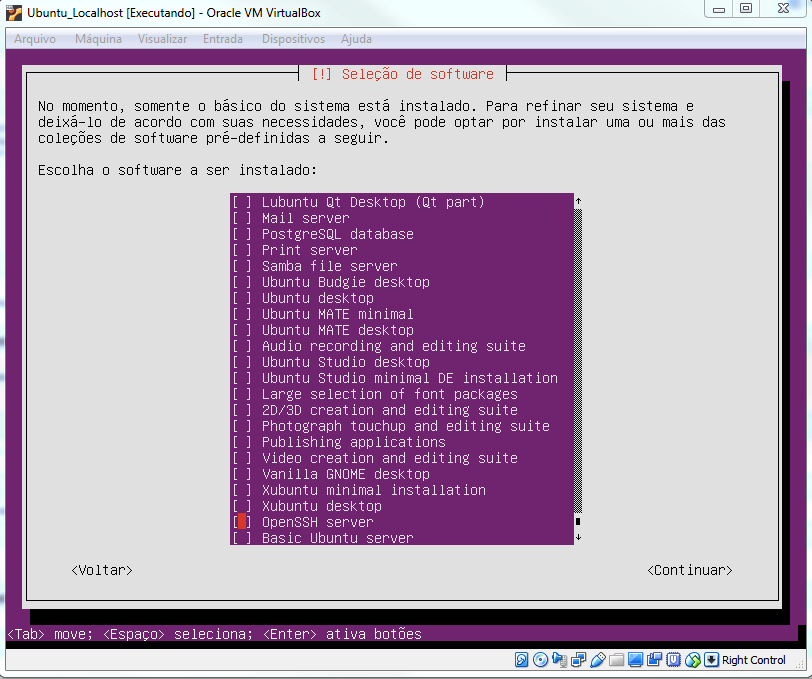 Ubuntu_Localhost [Executando] - Oracle VM VirtualBox
Arquivo Máquina Visualizar Entrada Dispositivos Ajuda
[!] Seleção de software
No momento, somente o básico do sistema está instalado. Para refinar seu sistema e
deixá-lo de acordo com suas necessidades, você pode optar por instalar uma ou mais das
coleções de software pré-definidas a seguir.
Escolha o software a ser instalado:
[ ] Lubuntu Qt Desktop (Qt part)
[ ] Mail server
[ ] PostgreSQL database
[ ] Print server
[ ] Samba file server
[ ] Ubuntu Budgie desktop
[ ] Ubuntu desktop
[ ] Ubuntu MATE minimal
[ ] Ubuntu MATE desktop
[ ] Audio recording and editing suite
[ ] Ubuntu Studio desktop
[ ] Ubuntu Studio minimal DE installation
[ ] Large selection of font packages
[ ] 2D/3D creation and editing suite
[ ] Photograph touchup and editing suite
[ ] Publishing applications
[ ] Video creation and editing suite
[ ] Vanilla GNOME desktop
[ ] Xubuntu minimal installation
[ ] Xubuntu desktop
[ ] OpenSSH server
[ ] Basic Ubuntu server
<Voltar> <Continuar>
<Tab> move; <Espaço> seleciona; <Enter> ativa botões
Right Control